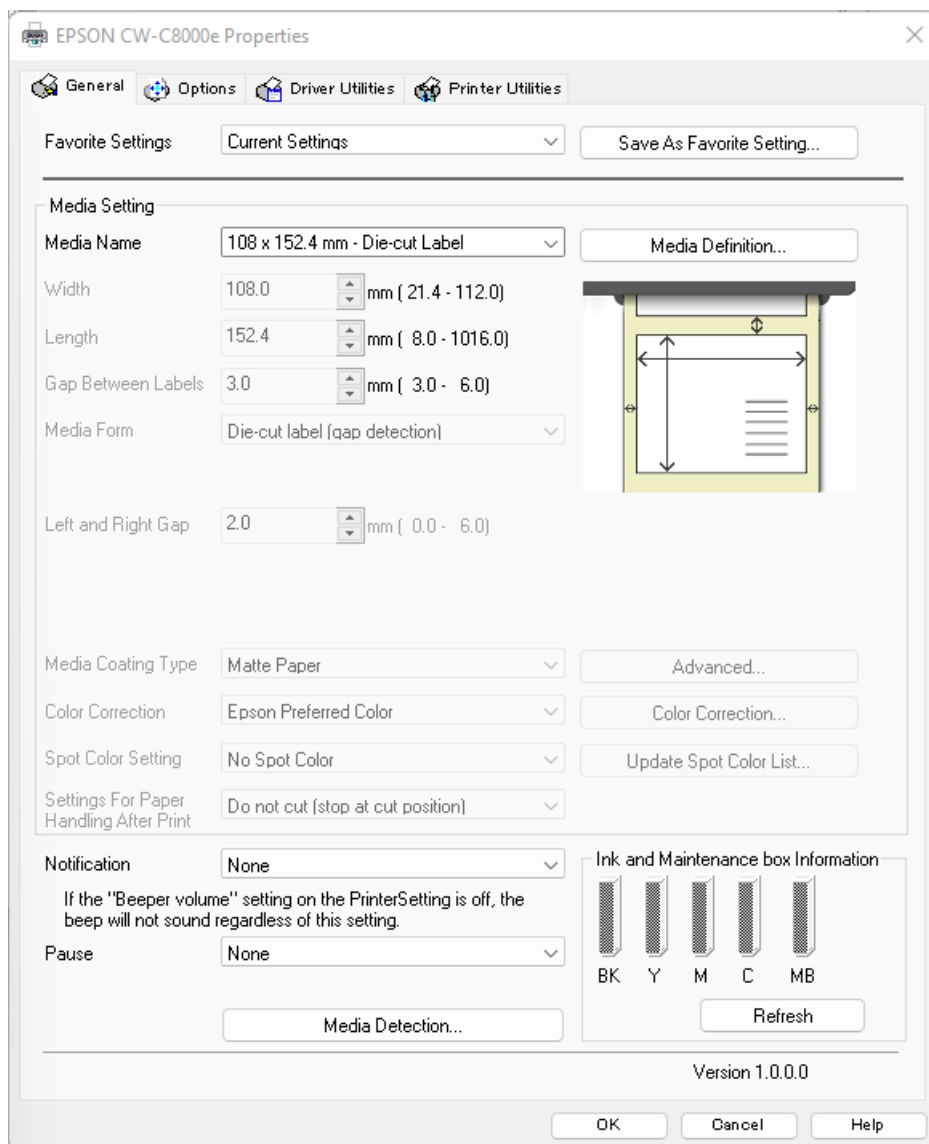 EPSON CW-C8000e Properties
General Options Driver Utilities Printer Utilities
Favorite Settings Current Settings Save As Favorite Setting...
Media Setting
Media Name 108 x 152.4 mm - Die-cut Label Media Definition...
Width 108.0 mm ( 21.4 - 112.0)
Length 152.4 mm ( 8.0 - 1016.0)
Gap Between Labels 3.0 mm ( 3.0 - 6.0)
Media Form Die-cut label (gap detection)
Left and Right Gap 2.0 mm ( 0.0 - 6.0)
Media Coating Type Matte Paper Advanced...
Color Correction Epson Preferred Color Color Correction...
Spot Color Setting No Spot Color Update Spot Color List...
Settings For Paper
Handling After Print Do not cut (stop at cut position)
Notification None
If the "Beeper volume" setting on the PrinterSetting is off, the
beep will not sound regardless of this setting.
Pause None
Media Detection...
Ink and Maintenance box Information
BK Y M C MB
Refresh
Version 1.0.0.0
OK Cancel Help